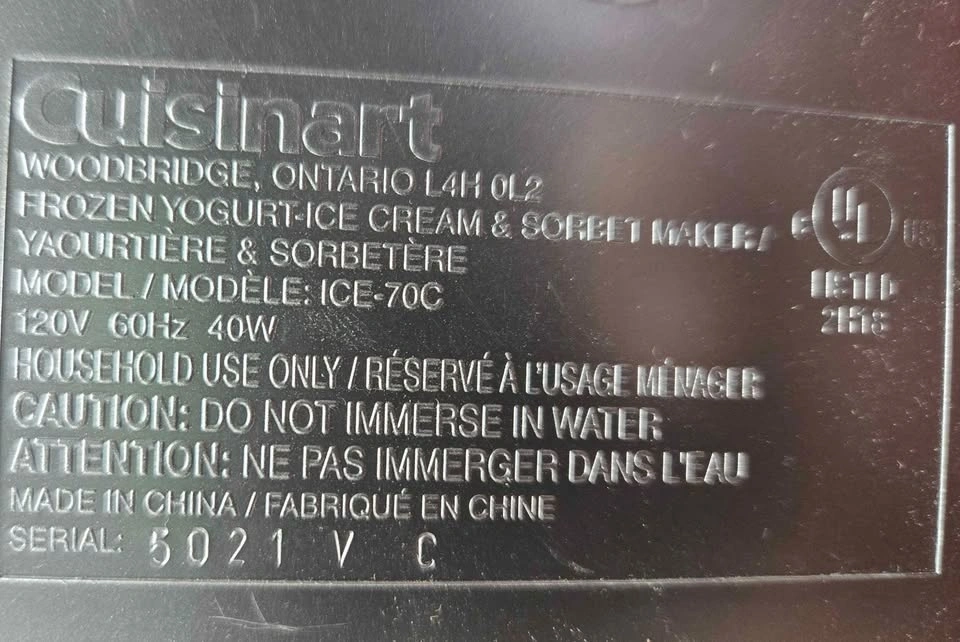 Cuisinart
WOODBRIDGE, ONTARIO L4H 0L2
FROZEN YOGURT-ICE CREAM & SORBET MAKER/
YAOURTIÈRE & SORBETÈRE
MODEL / MODÈLE: ICE-70C
120V 60Hz 40W
HOUSEHOLD USE ONLY / RÉSERVÉ À L'USAGE MÉNAGER
CAUTION: DO NOT IMMERSE IN WATER
ATTENTION: NE PAS IMMERGER DANS L'EAU
MADE IN CHINA / FABRIQUÉ EN CHINE
SERIAL: 5021 V C
C UL US
LISTED